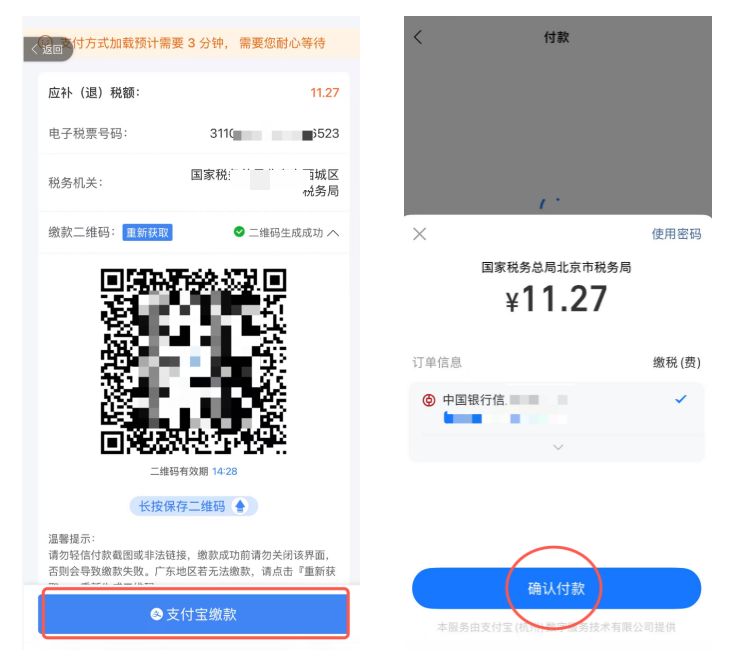 支付方式加载预计需要 3 分钟，需要您耐心等待
返回
应补（退）税额： 11.27
电子税票号码： 311 6523
税务机关： 国家税 西城区
税务局
缴款二维码： 重新获取 二维码生成成功
二维码有效期 14:28
长按保存二维码
温馨提示：
请勿轻信付款截图或非法链接，缴款成功前请勿关闭该界面，
否则会导致缴款失败。广东地区若无法缴款，请点击『重新获
支付宝缴款
付款
使用密码
国家税务总局北京市税务局
¥11.27
订单信息 缴税(费)
中国银行信
确认付款
本服务由支付宝(杭州)数字服务技术有限公司提供